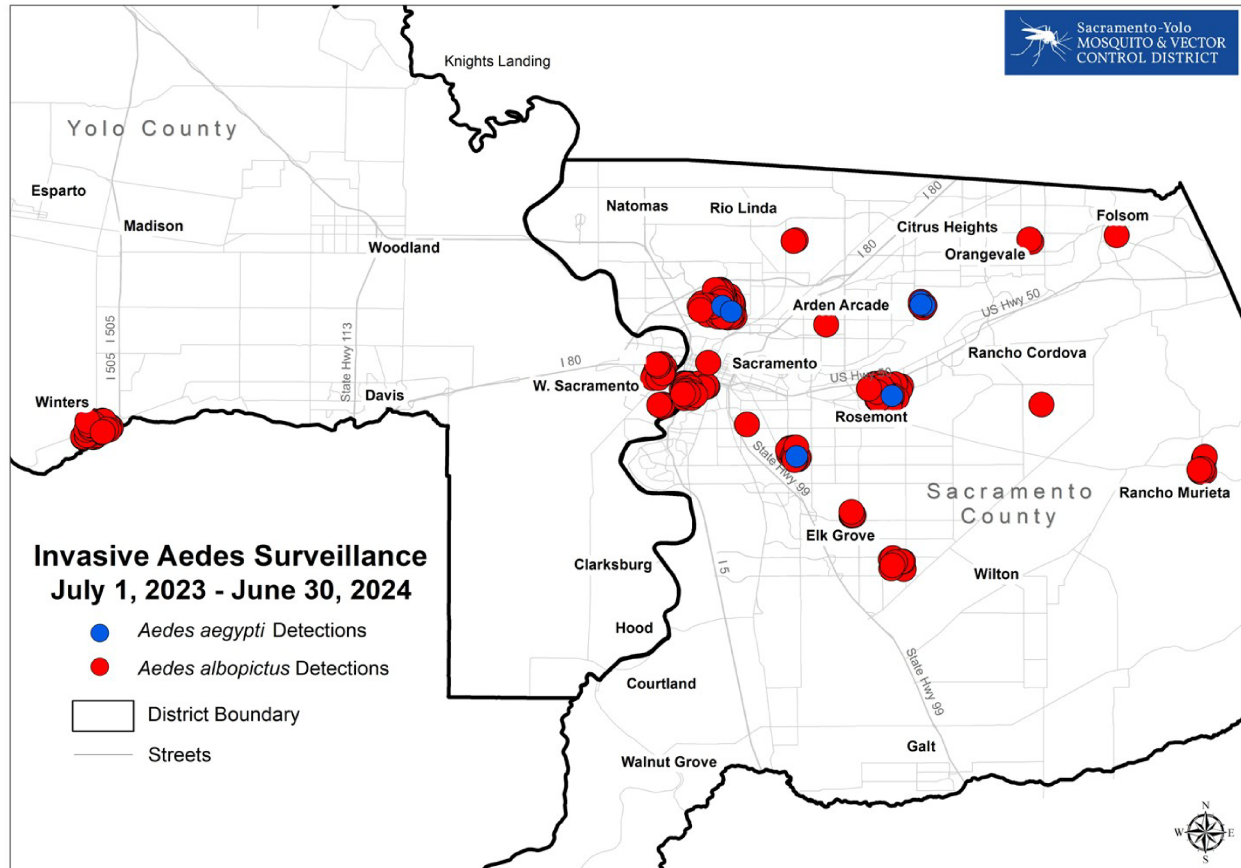 Sacramento-Yolo
MOSQUITO & VECTOR
CONTROL DISTRICT
Knights Landing
Yolo County
Esparto
Madison
Woodland
Natomas
Rio Linda
I 80
Citrus Heights
Folsom
Orangevale
I 80
Arden Arcade
US Hwy 50
I 505
I 505
State Hwy 113
I 80
Sacramento
Rancho Cordova
W. Sacramento
US Hwy 50
Winters
Davis
Rosemont
State Hwy 99
Sacramento
County
Rancho Murieta
Elk Grove
Invasive Aedes Surveillance
July 1, 2023 - June 30, 2024
Clarksburg
I 5
Wilton
Aedes aegypti Detections
Hood
Aedes albopictus Detections
Courtland
State Hwy 99
District Boundary
Streets
Walnut Grove
Galt
N
W
E
S